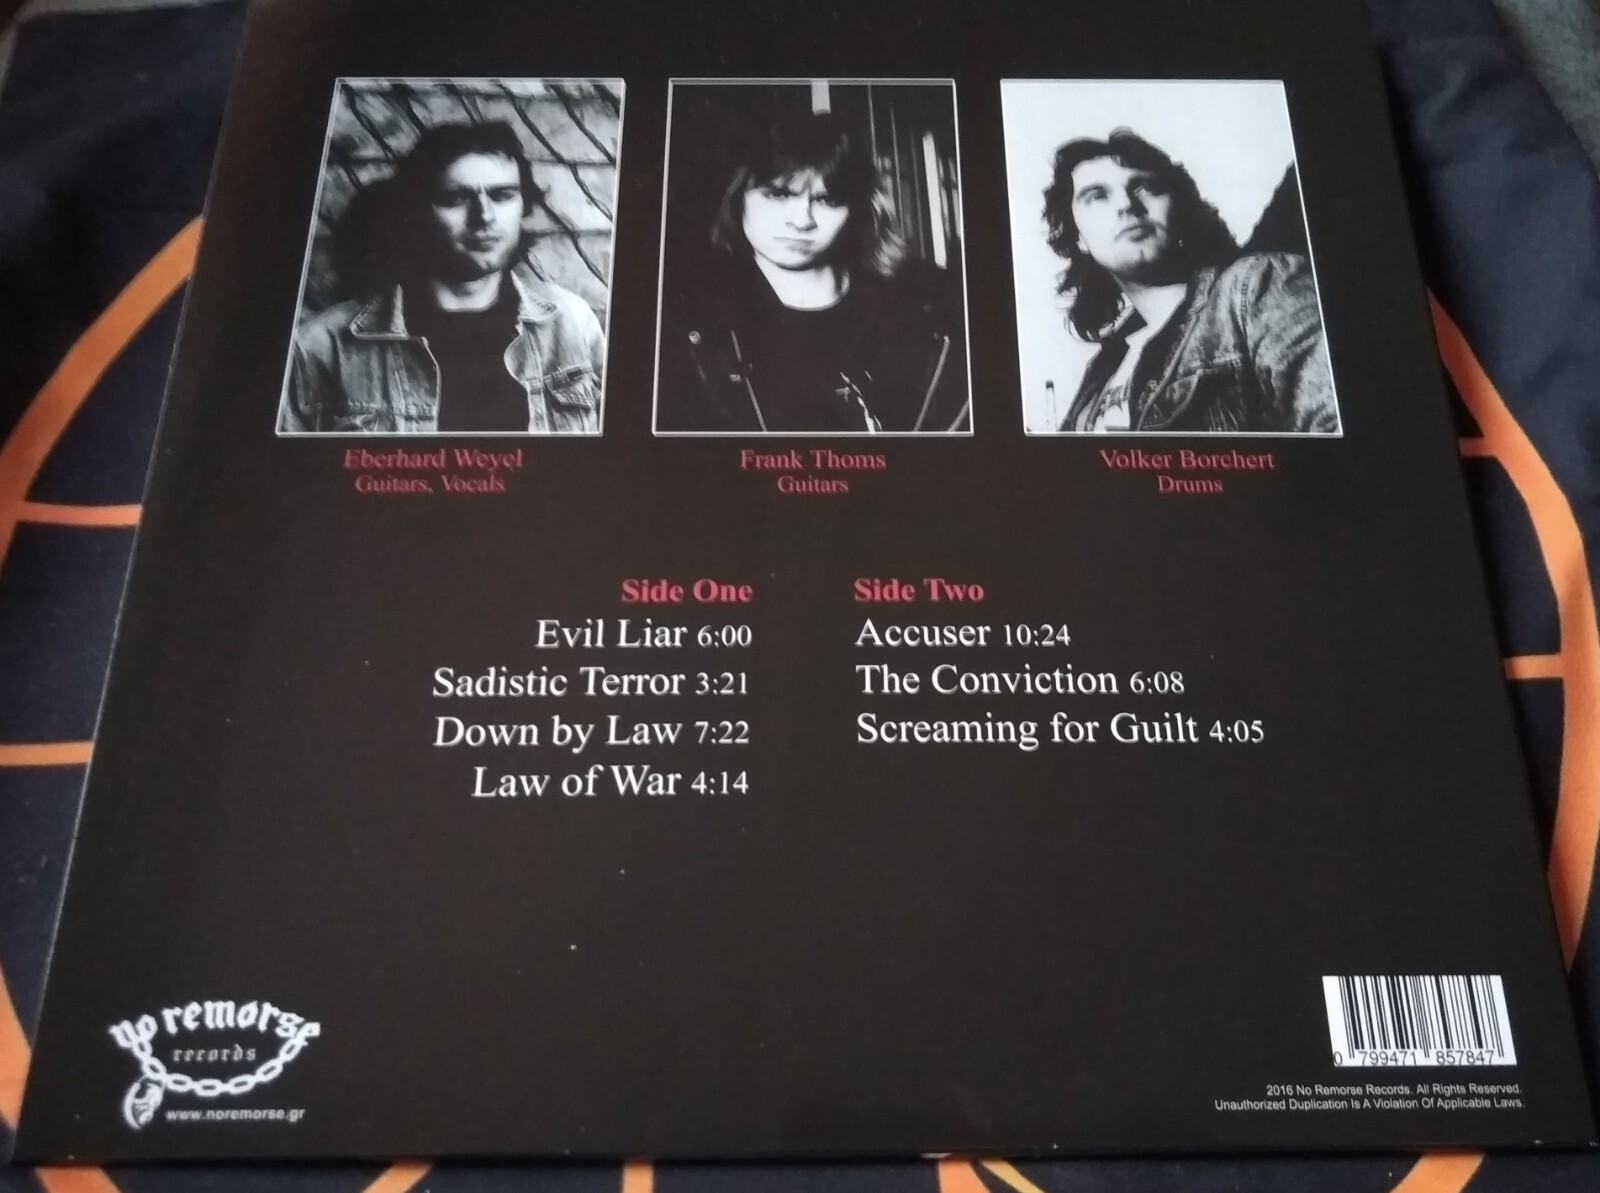 Eberhard Weyel
Guitars, Vocals
Frank Thoms
Guitars
Volker Borchert
Drums
Side One
Evil Liar 6:00
Sadistic Terror 3:21
Down by Law 7:22
Law of War 4:14
Side Two
Accuser 10:24
The Conviction 6:08
Screaming for Guilt 4:05
no remorse
records
www.noremorse.gr
0 799471 857847
2016 No Remorse Records. All Rights Reserved.
Unauthorized Duplication Is A Violation Of Applicable Laws.